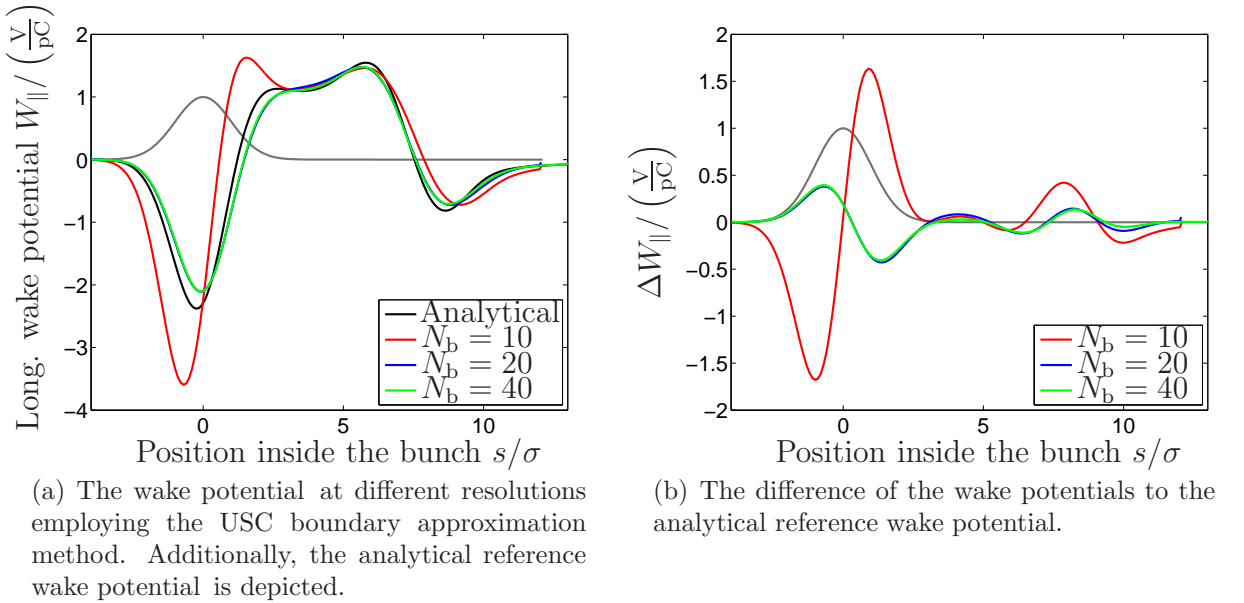 Long. wake potential W∥/ (V/pC)
2
1
0
−1
−2
−3
−4
0
5
10
Analytical
N_b = 10
N_b = 20
N_b = 40
Position inside the bunch s/σ
(a) The wake potential at different resolutions
employing the USC boundary approximation
method. Additionally, the analytical reference
wake potential is depicted.
ΔW∥/ (V/pC)
2
1.5
1
0.5
0
−0.5
−1
−1.5
−2
0
5
10
N_b = 10
N_b = 20
N_b = 40
Position inside the bunch s/σ
(b) The difference of the wake potentials to the
analytical reference wake potential.